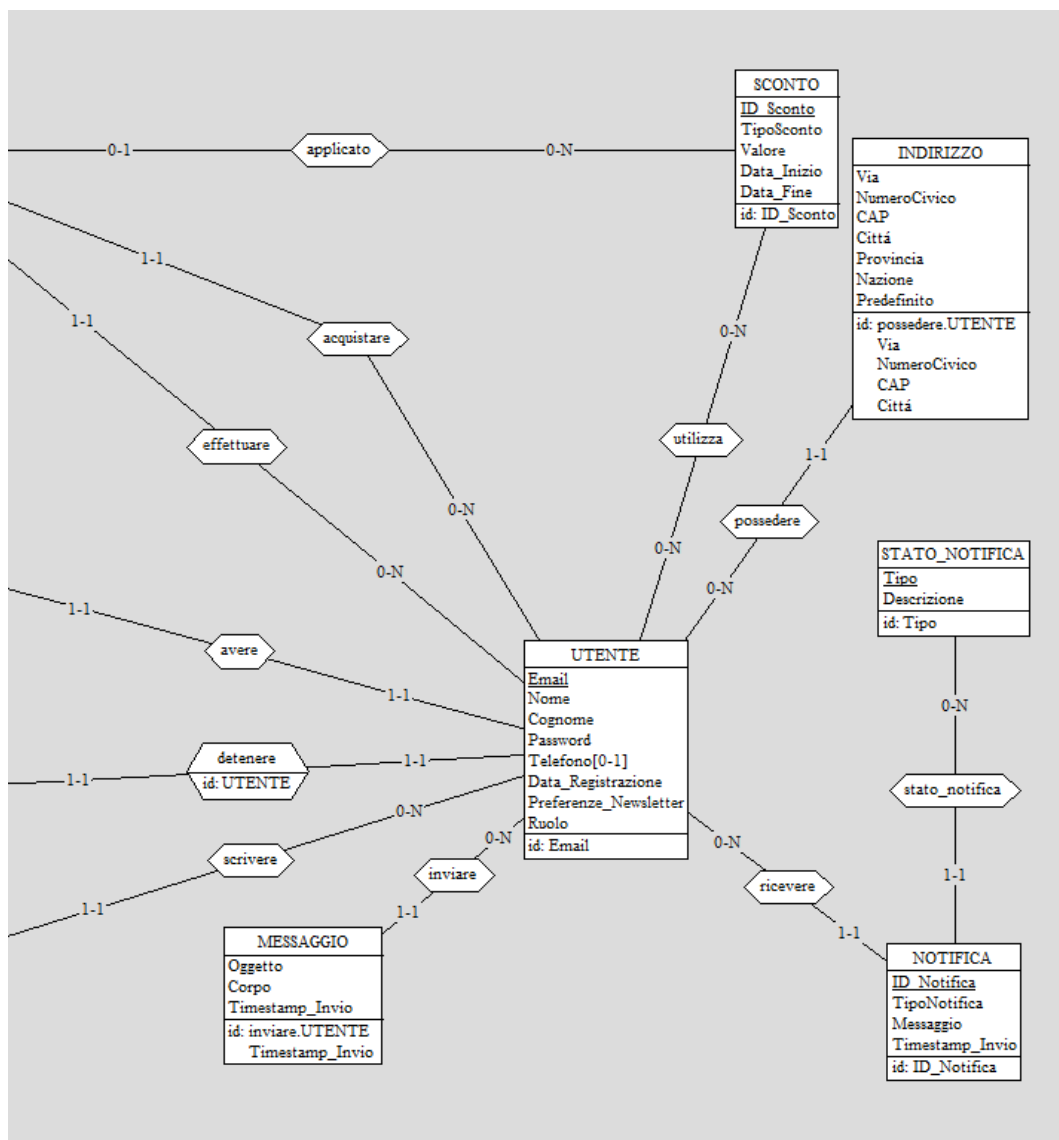 SCONTO
ID_Sconto
TipoSconto
Valore
Data_Inizio
Data_Fine
id: ID_Sconto
0-1
applicato
0-N
INDIRIZZO
Via
NumeroCivico
CAP
Cittá
Provincia
Nazione
Predefinito
id: possedere.UTENTE
Via
NumeroCivico
CAP
Cittá
1-1
acquistare
0-N
1-1
effettuare
0-N
0-N
utilizza
0-N
1-1
possedere
0-N
STATO_NOTIFICA
Tipo
Descrizione
id: Tipo
0-N
stato_notifica
1-1
1-1
avere
1-1
UTENTE
Email
Nome
Cognome
Password
Telefono[0-1]
Data_Registrazione
Preferenze_Newsletter
Ruolo
id: Email
1-1
detenere
id: UTENTE
1-1
0-N
scrivere
1-1
0-N
inviare
1-1
0-N
ricevere
1-1
MESSAGGIO
Oggetto
Corpo
Timestamp_Invio
id: inviare.UTENTE
Timestamp_Invio
NOTIFICA
ID_Notifica
TipoNotifica
Messaggio
Timestamp_Invio
id: ID_Notifica